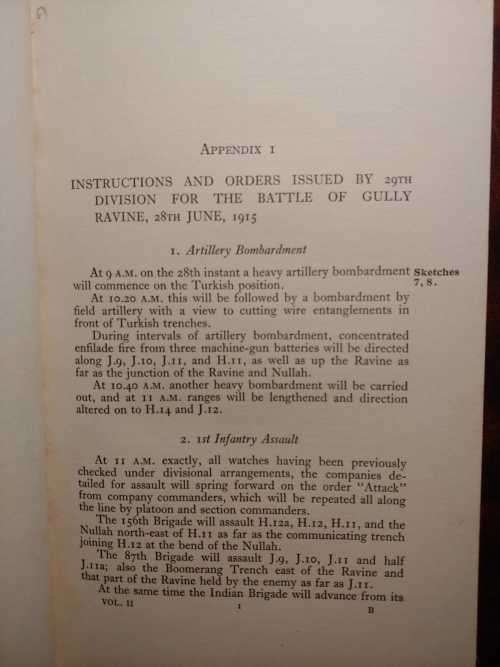 APPENDIX I
INSTRUCTIONS AND ORDERS ISSUED BY 29TH
DIVISION FOR THE BATTLE OF GULLY
RAVINE, 28TH JUNE, 1915
1. Artillery Bombardment
At 9 A.M. on the 28th instant a heavy artillery bombardment Sketches
will commence on the Turkish position. 7, 8.
At 10.20 A.M. this will be followed by a bombardment by
field artillery with a view to cutting wire entanglements in
front of Turkish trenches.
During intervals of artillery bombardment, concentrated
enfilade fire from three machine-gun batteries will be directed
along J.9, J.10, J.11, and H.11, as well as up the Ravine as
far as the junction of the Ravine and Nullah.
At 10.40 A.M. another heavy bombardment will be carried
out, and at 11 A.M. ranges will be lengthened and direction
altered on to H.14 and J.12.
2. 1st Infantry Assault
At 11 A.M. exactly, all watches having been previously
checked under divisional arrangements, the companies de-
tailed for assault will spring forward on the order "Attack"
from company commanders, which will be repeated all along
the line by platoon and section commanders.
The 156th Brigade will assault H.12a, H.12, H.11, and the
Nullah north-east of H.11 as far as the communicating trench
joining H.12 at the bend of the Nullah.
The 87th Brigade will assault J.9, J.10, J.11 and half
J.11a; also the Boomerang Trench east of the Ravine and
that part of the Ravine held by the enemy as far as J.11.
At the same time the Indian Brigade will advance from its
VOL. II 1 B